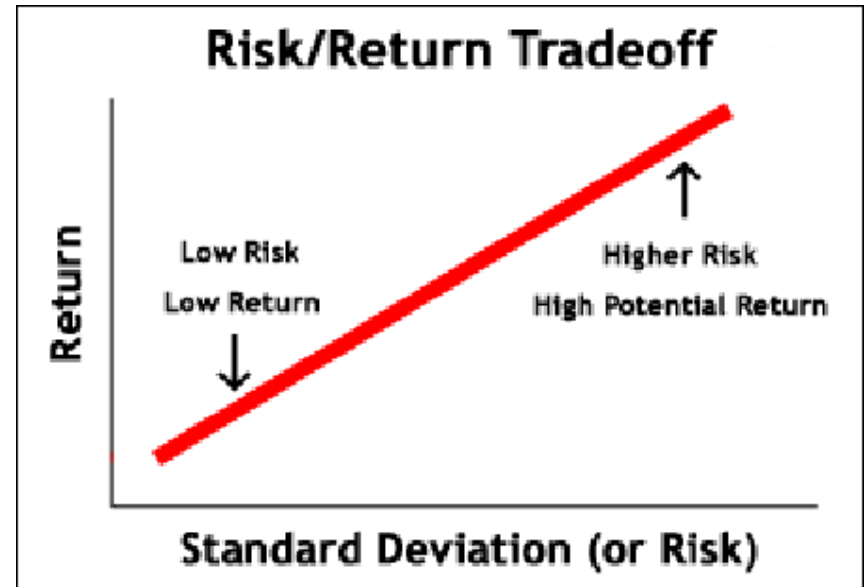 Risk/Return Tradeoff
Return
Low Risk
Low Return
Higher Risk
High Potential Return
Standard Deviation (or Risk)